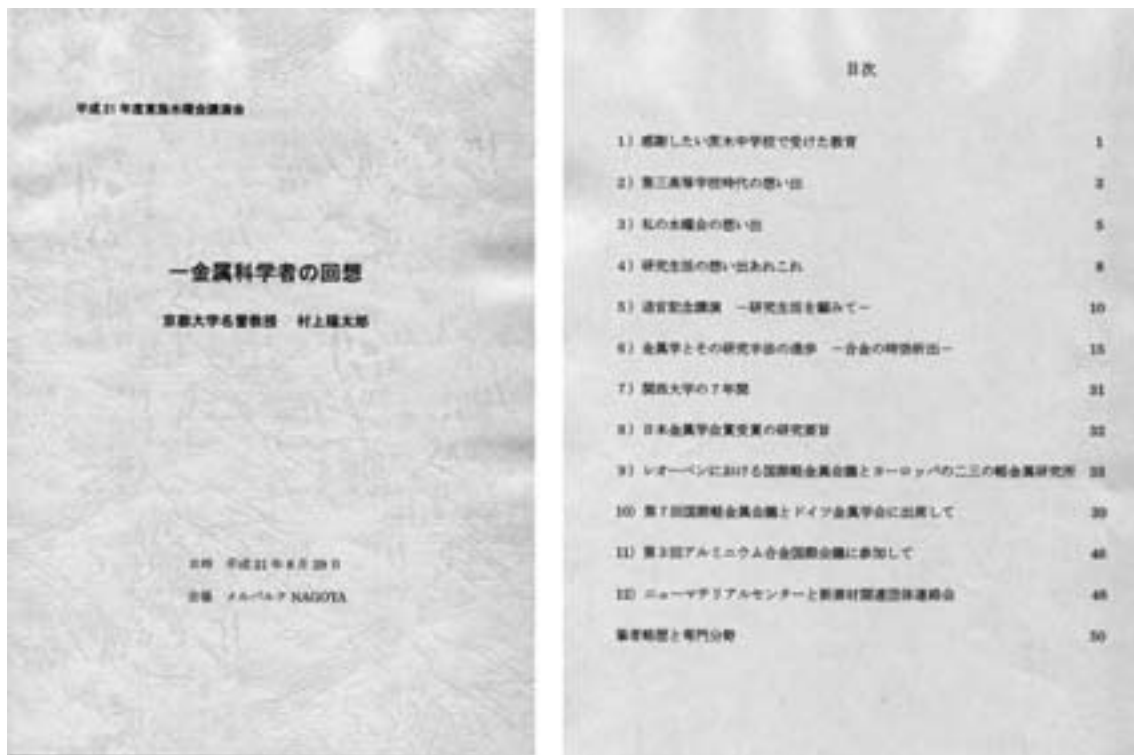 平成21年度東海水曜会講演会
一金属科学者の回想
京都大学名誉教授 村上陽太郎
日時 平成21年8月29日
会場 メルパルク NAGOYA
目次
1) 感謝したい茨木中学校で受けた教育 1
2) 第三高等学校時代の想い出
3) 私の水曜会の想い出 5
4) 研究生活の想い出あれこれ 8
5) 退官記念講演 －研究生活を顧みて－ 10
6) 金属学とその研究手法の進歩 －合金の時効析出－ 15
7) 関西大学の7年間 31
8) 日本金属学会賞受賞の研究要旨 32
9) レオーベンにおける国際軽金属会議とヨーロッパの二三の軽金属研究所
10) 第7回国際軽金属会議とドイツ金属学会に出席して
11) 第3回アルミニウム合金国際会議に参加して
12) ニューマテリアルセンターと新素材関連団体連絡会
筆者略歴と専門分野 50